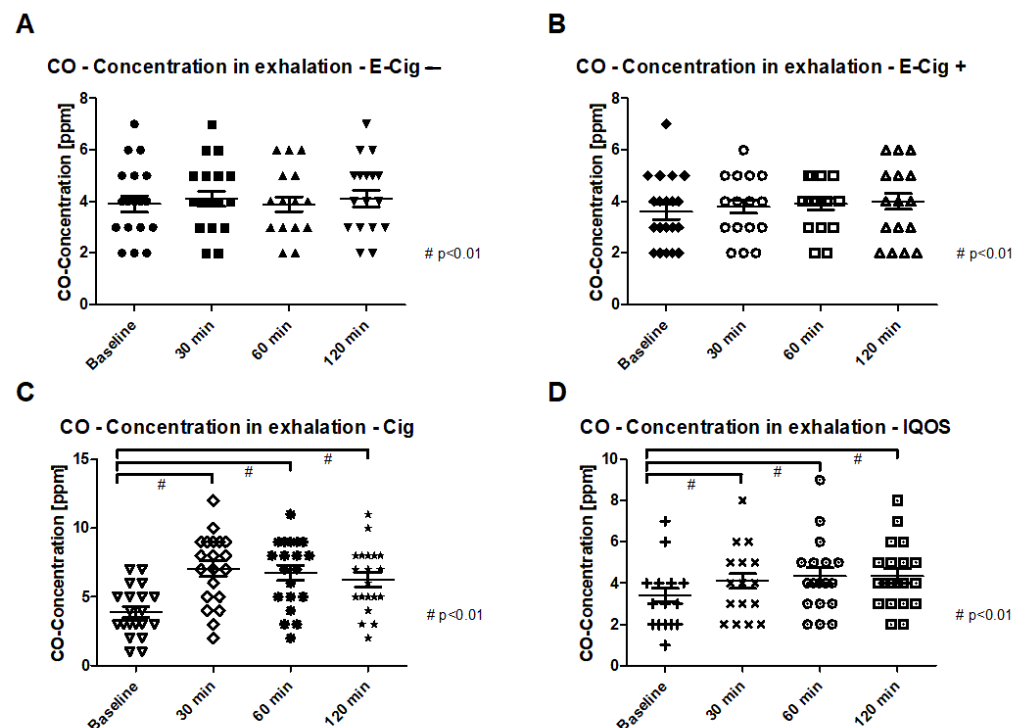 A
CO - Concentration in exhalation - E-Cig –
CO-Concentration [ppm]
8
6
4
2
0
Baseline
30 min
60 min
120 min
# p<0.01
B
CO - Concentration in exhalation - E-Cig +
CO-Concentration [ppm]
8
6
4
2
0
Baseline
30 min
60 min
120 min
# p<0.01
C
CO - Concentration in exhalation - Cig
CO-Concentration [ppm]
15
10
5
0
#
#
#
Baseline
30 min
60 min
120 min
# p<0.01
D
CO - Concentration in exhalation - IQOS
CO-Concentration [ppm]
10
8
6
4
2
0
#
#
#
Baseline
30 min
60 min
120 min
# p<0.01